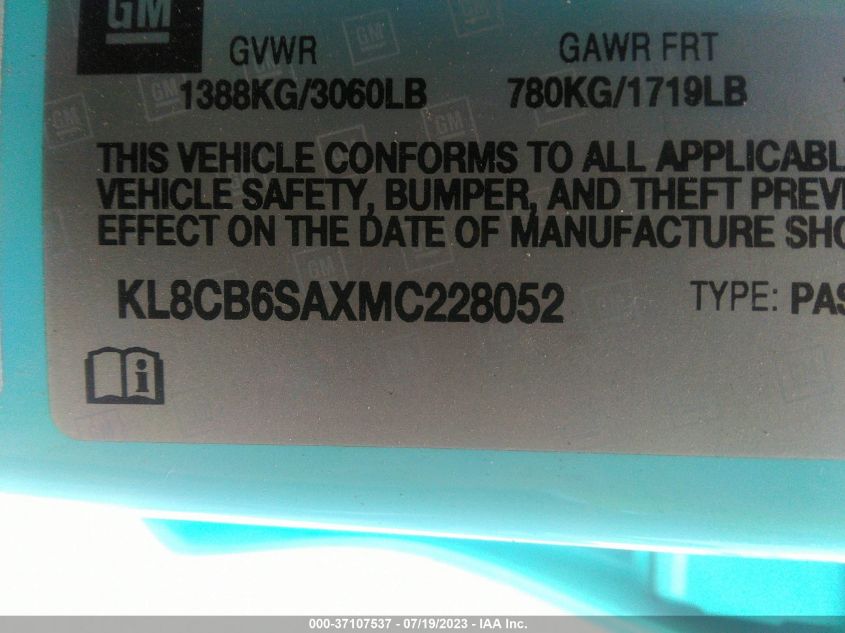 GM
GVWR
GAWR FRT
1388KG/3060LB
780KG/1719LB
THIS VEHICLE CONFORMS TO ALL APPLICABL
VEHICLE SAFETY, BUMPER, AND THEFT PREV
EFFECT ON THE DATE OF MANUFACTURE SHO
KL8CB6SAXMC228052
TYPE: PAS
000-37107537 - 07/19/2023 - IAA Inc.